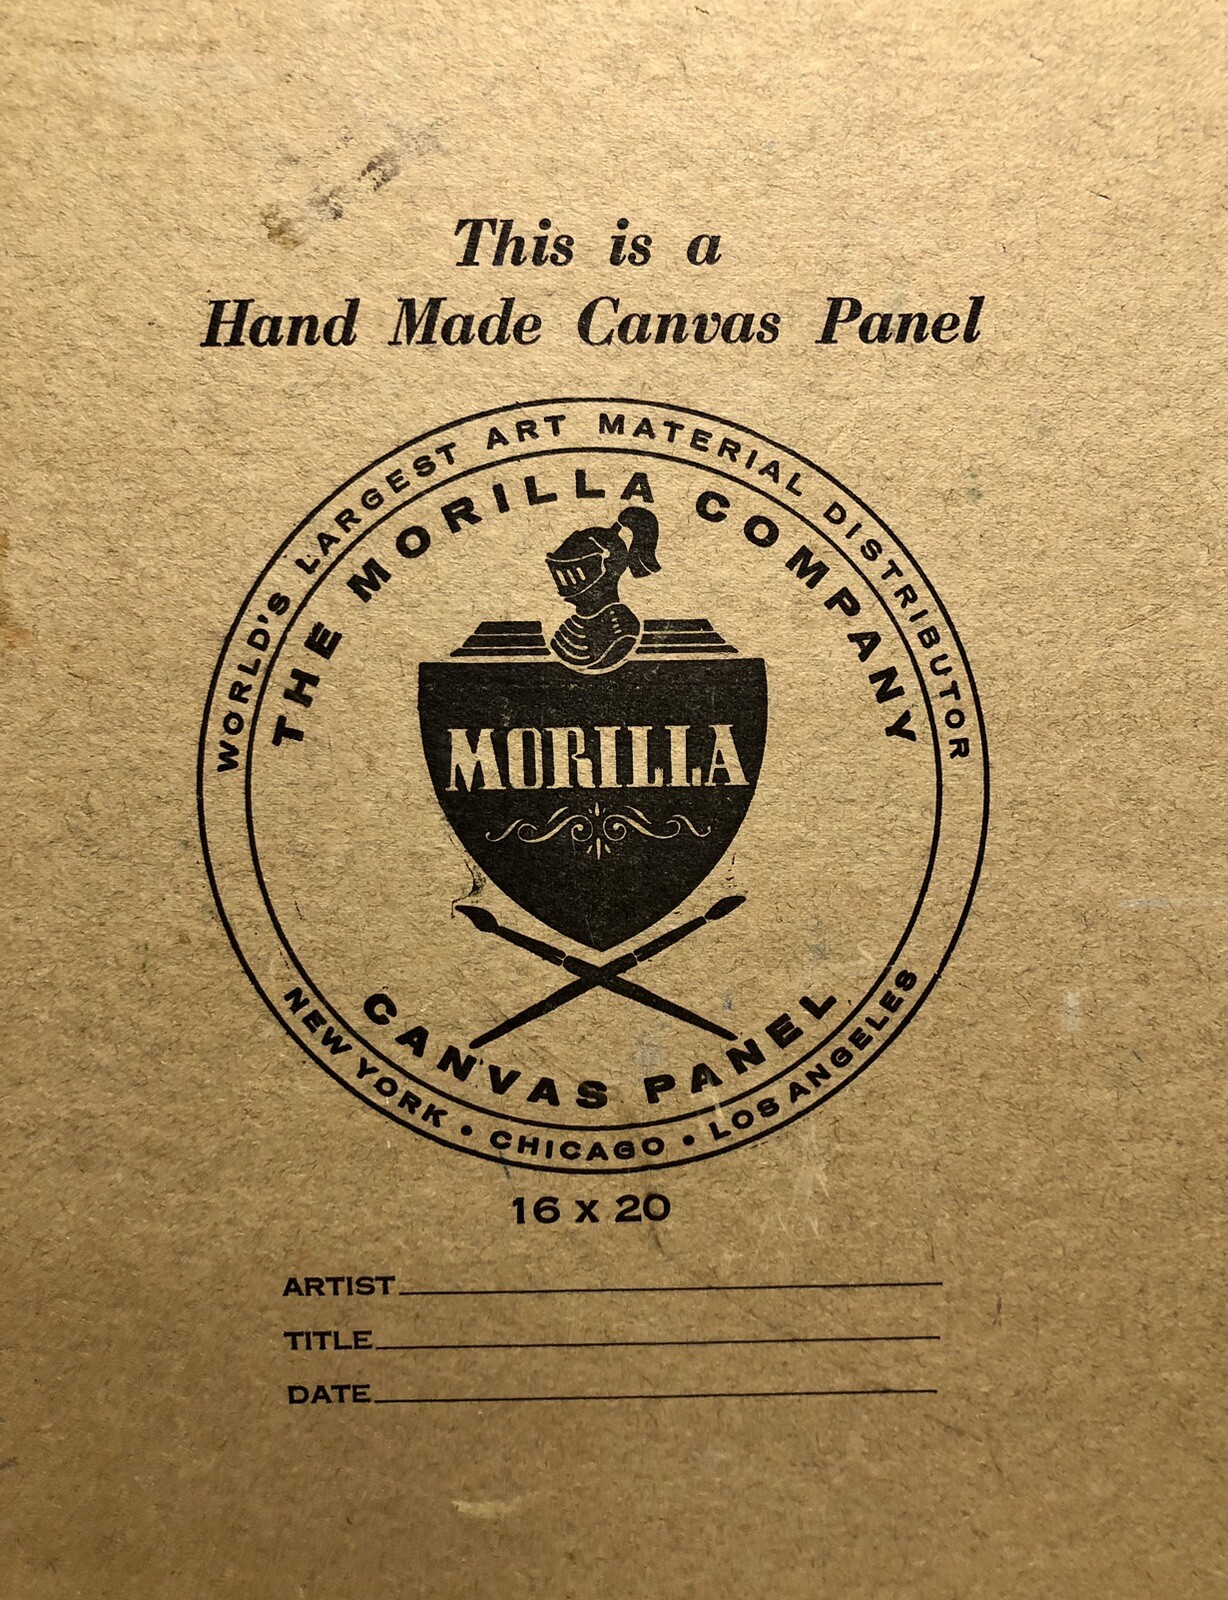 This is a
Hand Made Canvas Panel
WORLD'S LARGEST ART MATERIAL DISTRIBUTOR
THE MORILLA COMPANY
MORILLA
CANVAS PANEL
NEW YORK • CHICAGO • LOS ANGELES
16 x 20
ARTIST
TITLE
DATE